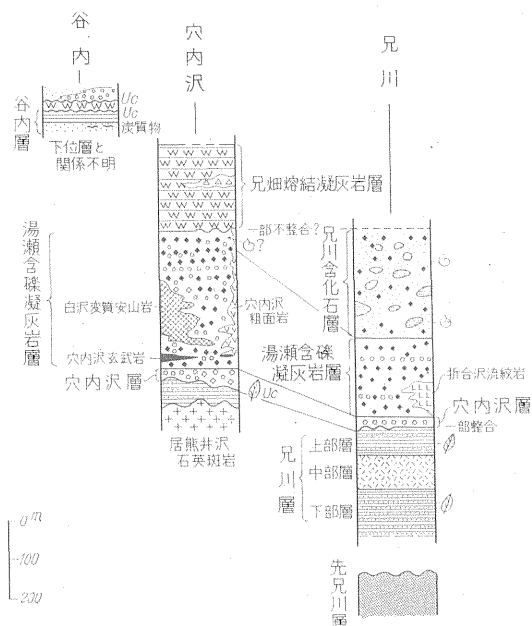 谷内
Uc
Uc
炭質物
谷内層
下位層と
関係不明
穴内沢
兄畑熔結凝灰岩層
一部不整合?
?
湯瀬含礫凝灰岩層
白沢変質安山岩
穴内沢
粗面岩
穴内沢玄武岩
穴内沢層
Uc
居熊井沢
石英斑岩
兄川
兄川含化石層
湯瀬含礫
凝灰岩層
折合沢流紋岩
穴内沢層
一部整合
兄川層
上部層
中部層
下部層
先兄川層
0m
100
200